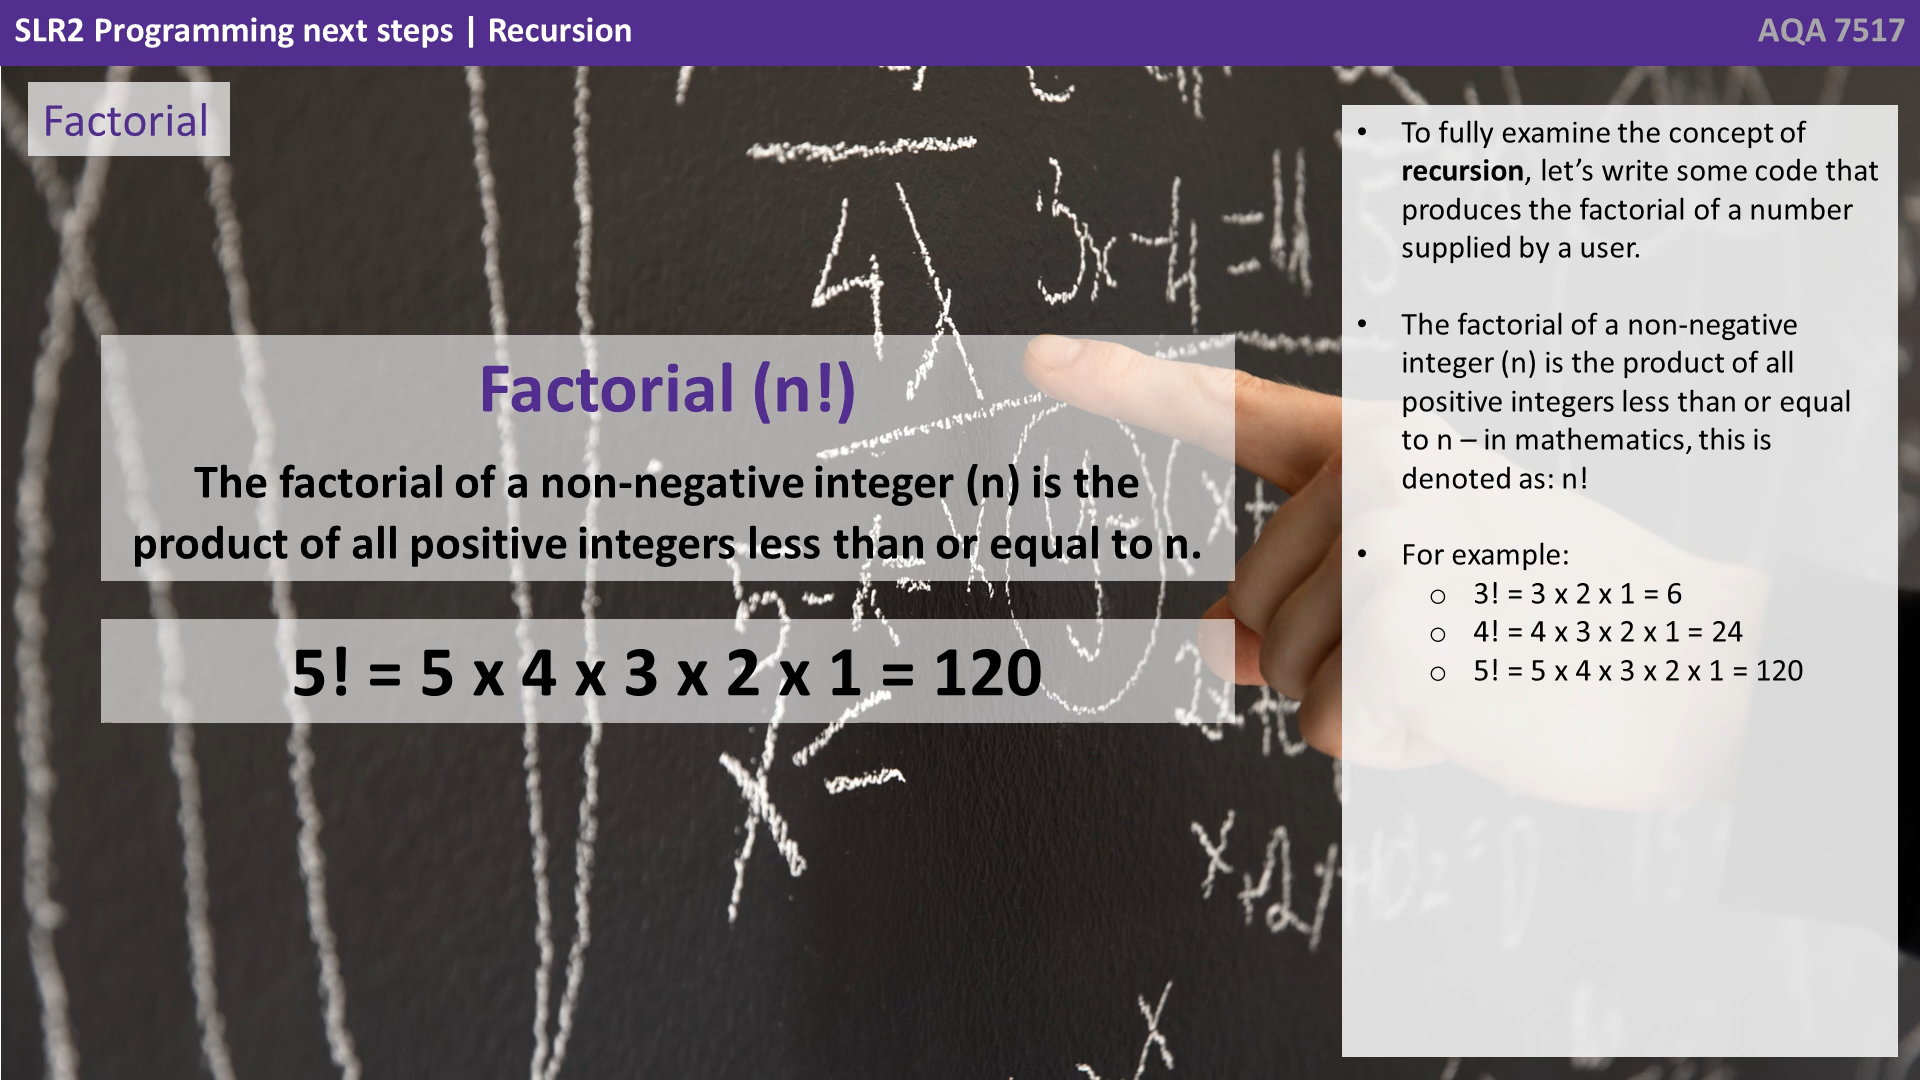 SLR2 Programming next steps | Recursion
AQA 7517
Factorial
Factorial (n!)
The factorial of a non-negative integer (n) is the
product of all positive integers less than or equal to n.
5! = 5 x 4 x 3 x 2 x 1 = 120
• To fully examine the concept of
recursion, let’s write some code that
produces the factorial of a number
supplied by a user.
• The factorial of a non-negative
integer (n) is the product of all
positive integers less than or equal
to n – in mathematics, this is
denoted as: n!
• For example:
o 3! = 3 x 2 x 1 = 6
o 4! = 4 x 3 x 2 x 1 = 24
o 5! = 5 x 4 x 3 x 2 x 1 = 120